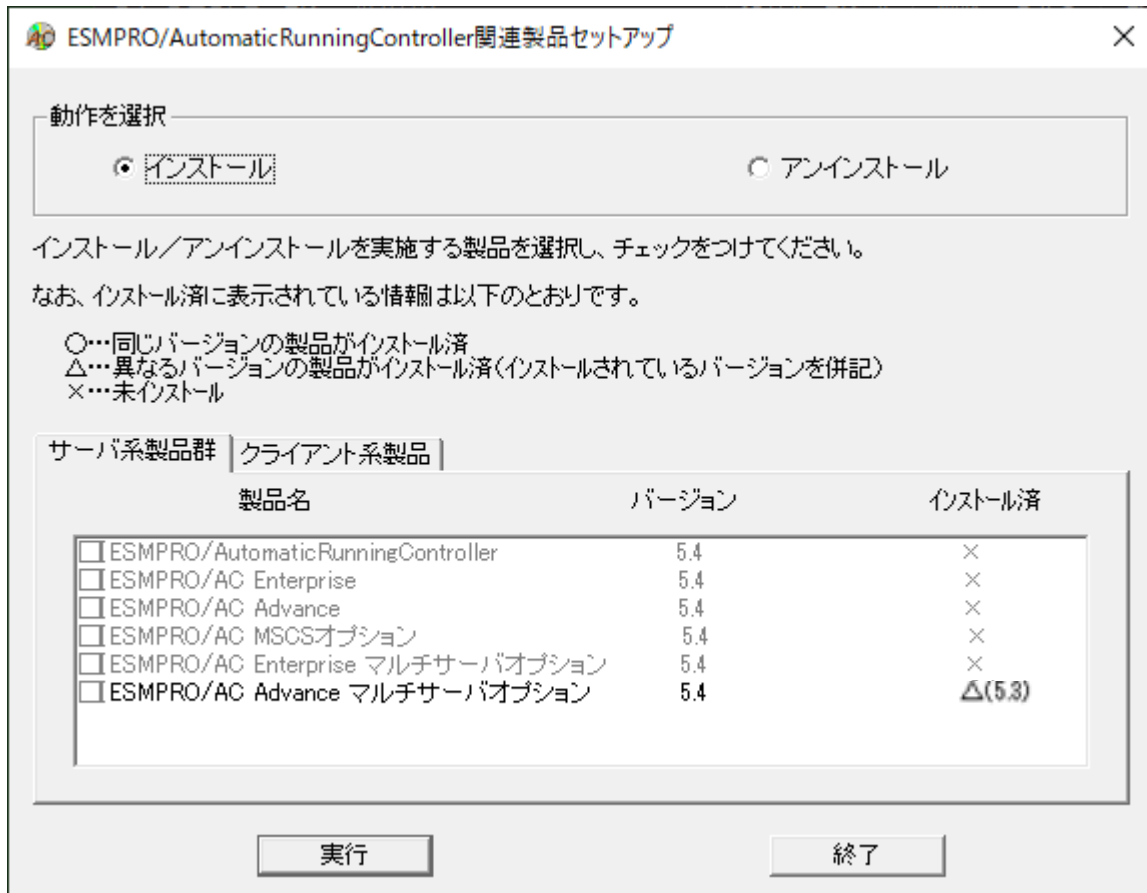 ESMPRO/AutomaticRunningController関連製品セットアップ
動作を選択
インストール アンインストール
インストール/アンインストールを実施する製品を選択し、チェックをつけてください。
なお、インストール済に表示されている情報は以下のとおりです。
○…同じバージョンの製品がインストール済
△…異なるバージョンの製品がインストール済(インストールされているバージョンを併記)
×…未インストール
サーバ系製品群 クライアント系製品
製品名 バージョン インストール済
ESMPRO/AutomaticRunningController 5.4 ×
ESMPRO/AC Enterprise 5.4 ×
ESMPRO/AC Advance 5.4 ×
ESMPRO/AC MSCSオプション 5.4 ×
ESMPRO/AC Enterprise マルチサーバオプション 5.4 ×
ESMPRO/AC Advance マルチサーバオプション 5.4 △(5.3)
実行 終了